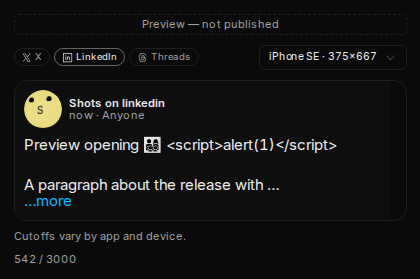 Preview — not published
X
LinkedIn
Threads
iPhone SE · 375×667
S
Shots on linkedin
now · Anyone
Preview opening 👨‍👩‍👧‍👦 <script>alert(1)</script>
A paragraph about the release with ...
...more
Cutoffs vary by app and device.
542 / 3000